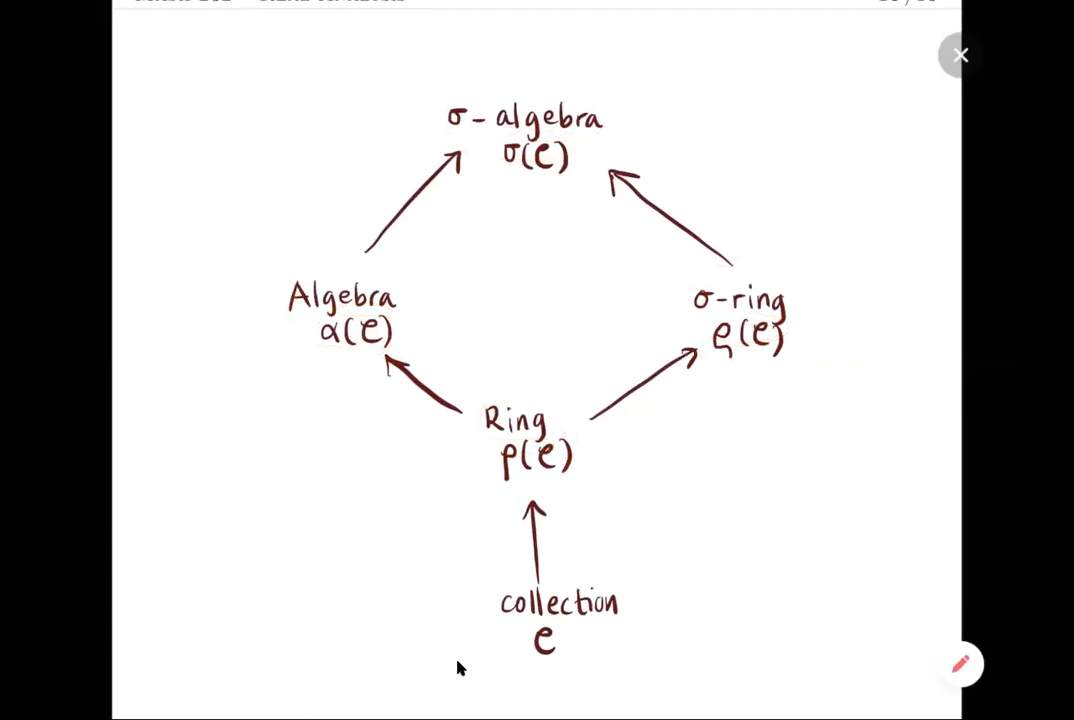 σ - algebra
σ(C)
Algebra
α(C)
σ-ring
ϱ(C)
Ring
ρ(C)
collection
C